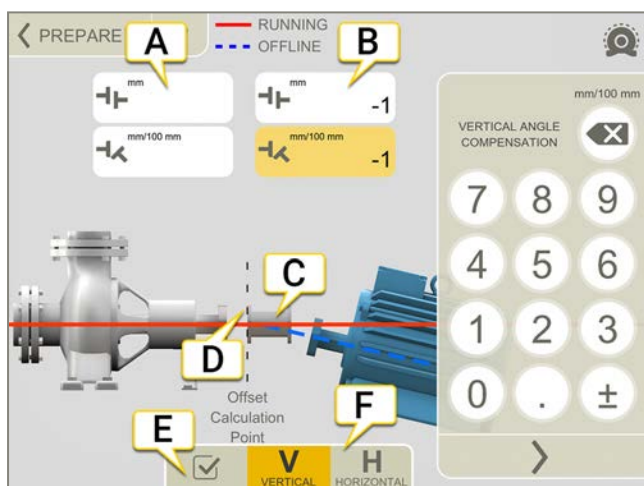 PREPARE
A
RUNNING
OFFLINE
B
mm
mm
-1
mm/100 mm
mm/100 mm
-1
mm/100 mm
VERTICAL ANGLE
COMPENSATION
7 8 9
4 5 6
1 2 3
0 . ±
C
D
Offset
Calculation
Point
E
F
V
VERTICAL
H
HORIZONTAL